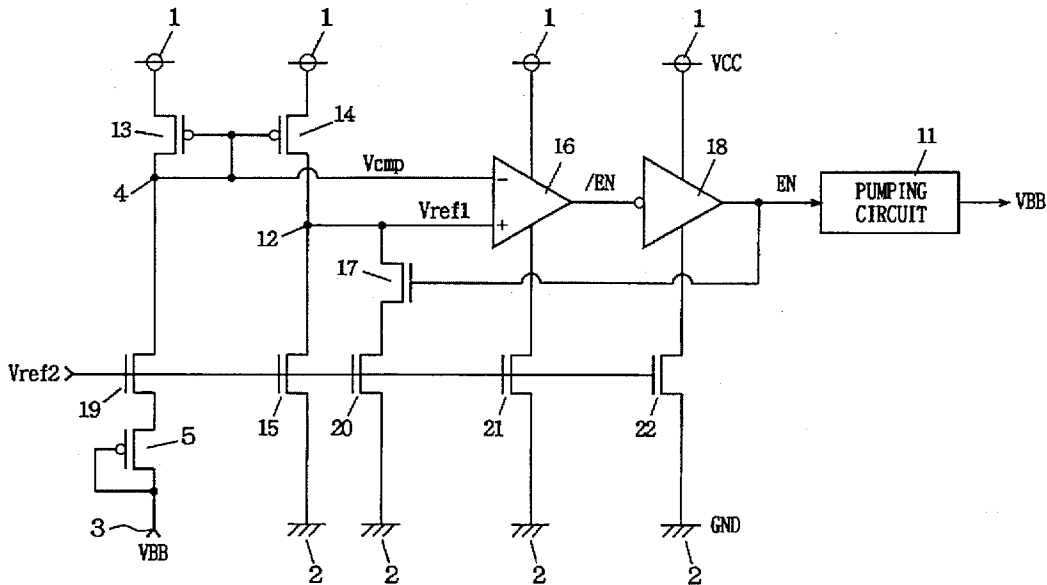 1 1 1 1
VCC
13 14
16 18 11
4 Vcmp /EN EN PUMPING CIRCUIT VBB
−
12 Vref1 +
17
Vref2
19 15 20 21 22
5
3 VBB GND
2 2 2 2